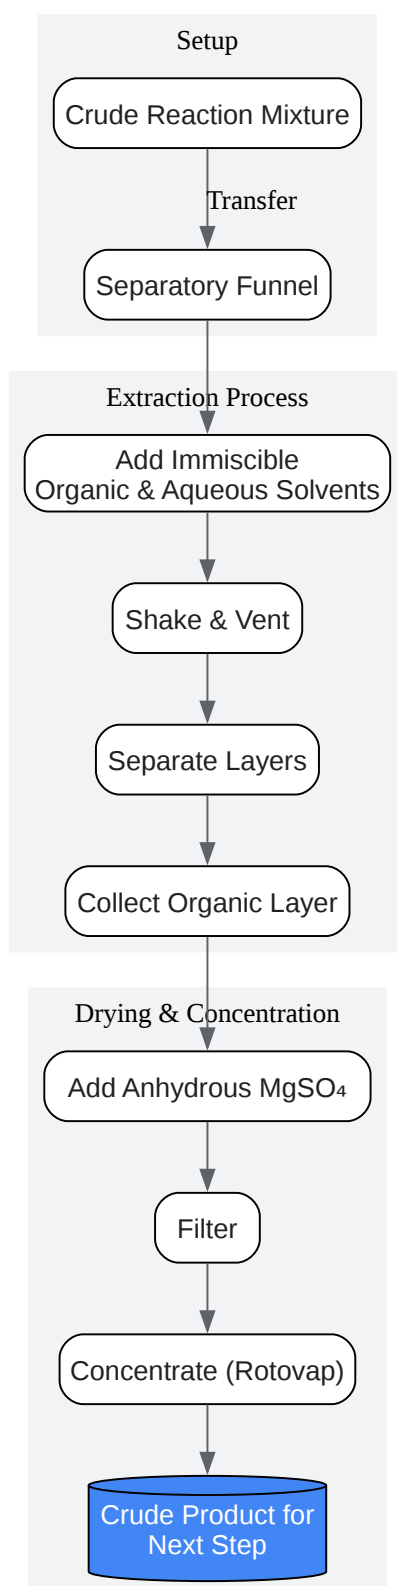 Setup
Crude Reaction Mixture
Transfer
Separatory Funnel
Extraction Process
Add Immiscible
Organic & Aqueous Solvents
Shake & Vent
Separate Layers
Collect Organic Layer
Drying & Concentration
Add Anhydrous MgSO₄
Filter
Concentrate (Rotovap)
Crude Product for
Next Step